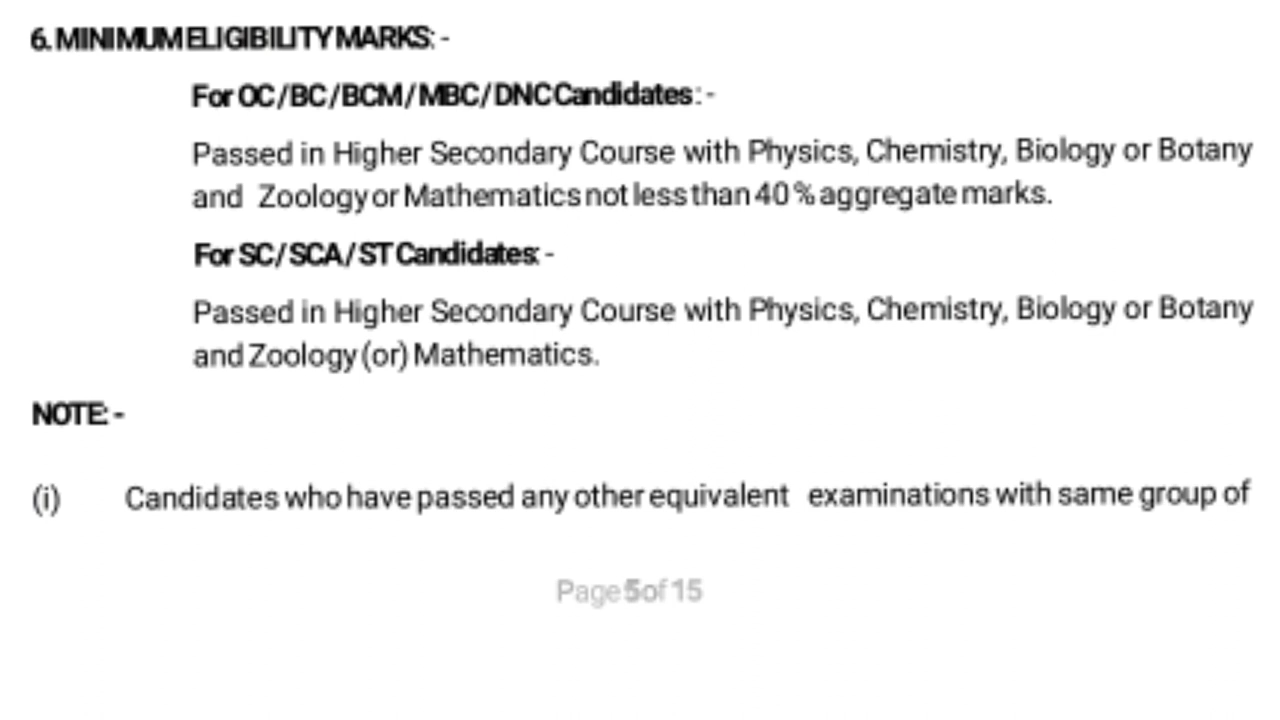 6. MINIMUM ELIGIBILITY MARKS: -
For OC / BC / BCM / MBC / DNC Candidates : -
Passed in Higher Secondary Course with Physics, Chemistry, Biology or Botany
and Zoology or Mathematics not less than 40 % aggregate marks.
For SC / SCA / ST Candidates: -
Passed in Higher Secondary Course with Physics, Chemistry, Biology or Botany
and Zoology (or) Mathematics.
NOTE: -
(i) Candidates who have passed any other equivalent examinations with same group of
Page 5 of 15